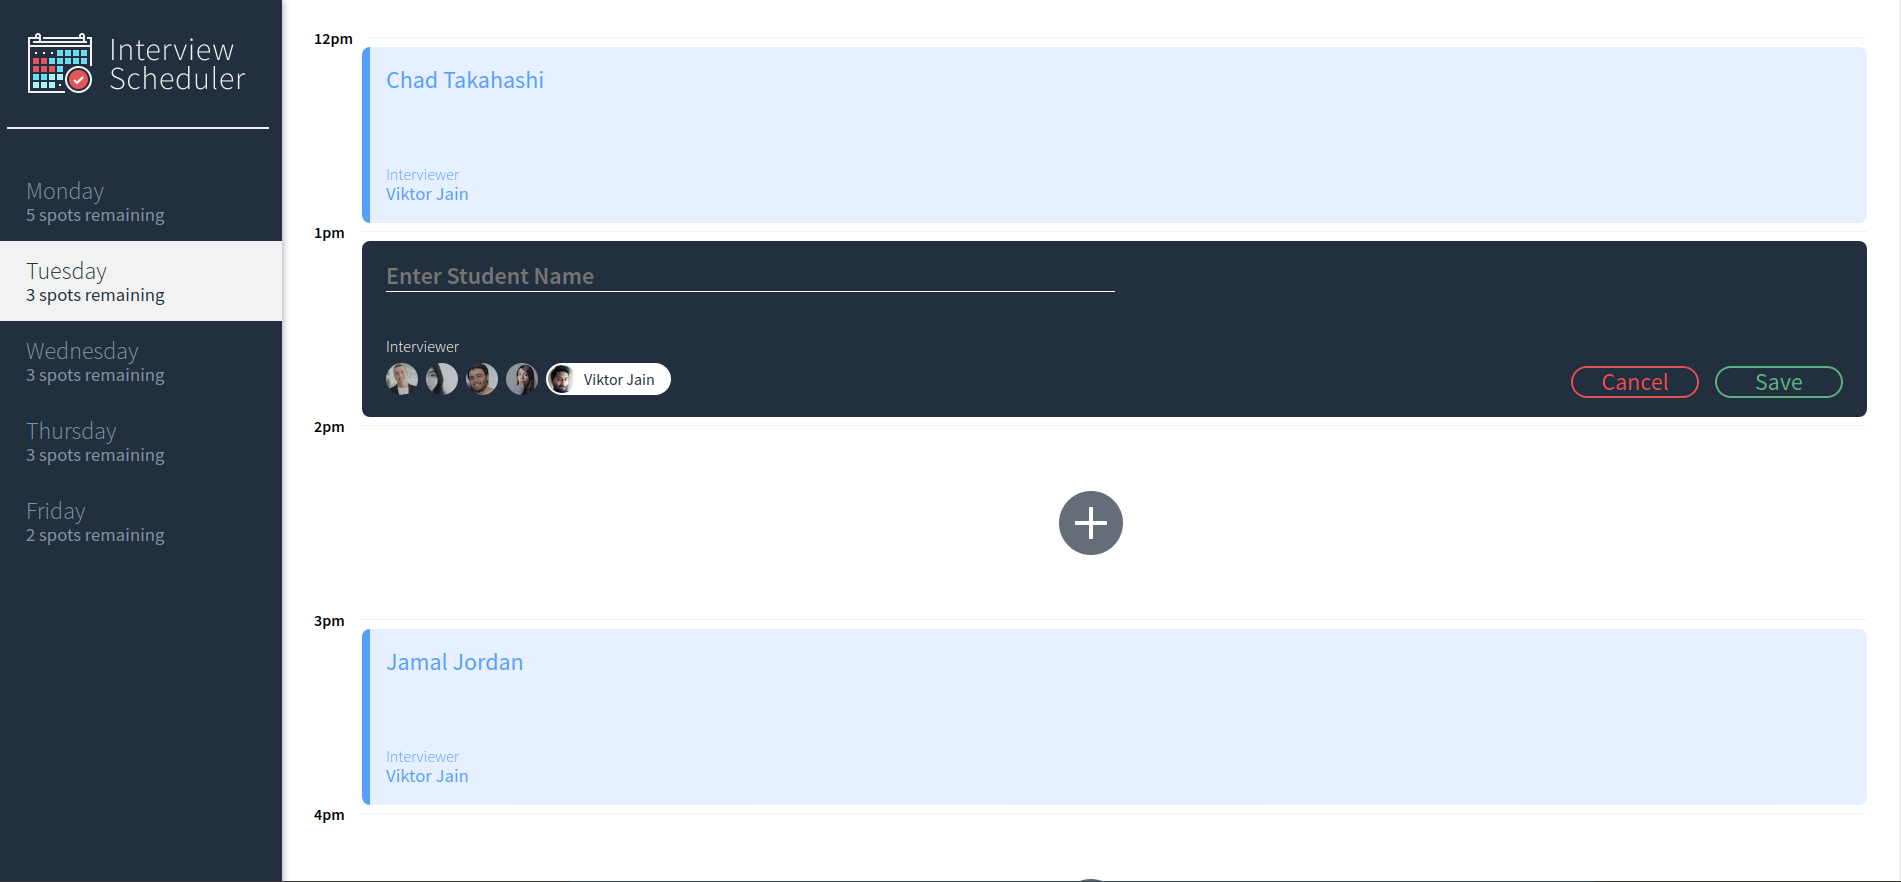 Interview
Scheduler
Monday
5 spots remaining
Tuesday
3 spots remaining
Wednesday
3 spots remaining
Thursday
3 spots remaining
Friday
2 spots remaining
12pm
Chad Takahashi
Interviewer
Viktor Jain
1pm
Enter Student Name
Interviewer
Viktor Jain
Cancel Save
2pm
3pm
Jamal Jordan
Interviewer
Viktor Jain
4pm